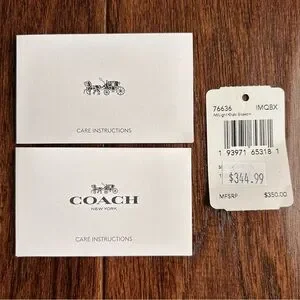 CARE INSTRUCTIONS
COACH
NEW YORK
CARE INSTRUCTIONS
76636 IMQBX
1 93971 65318 1
$344.99
MFSRP $350.00